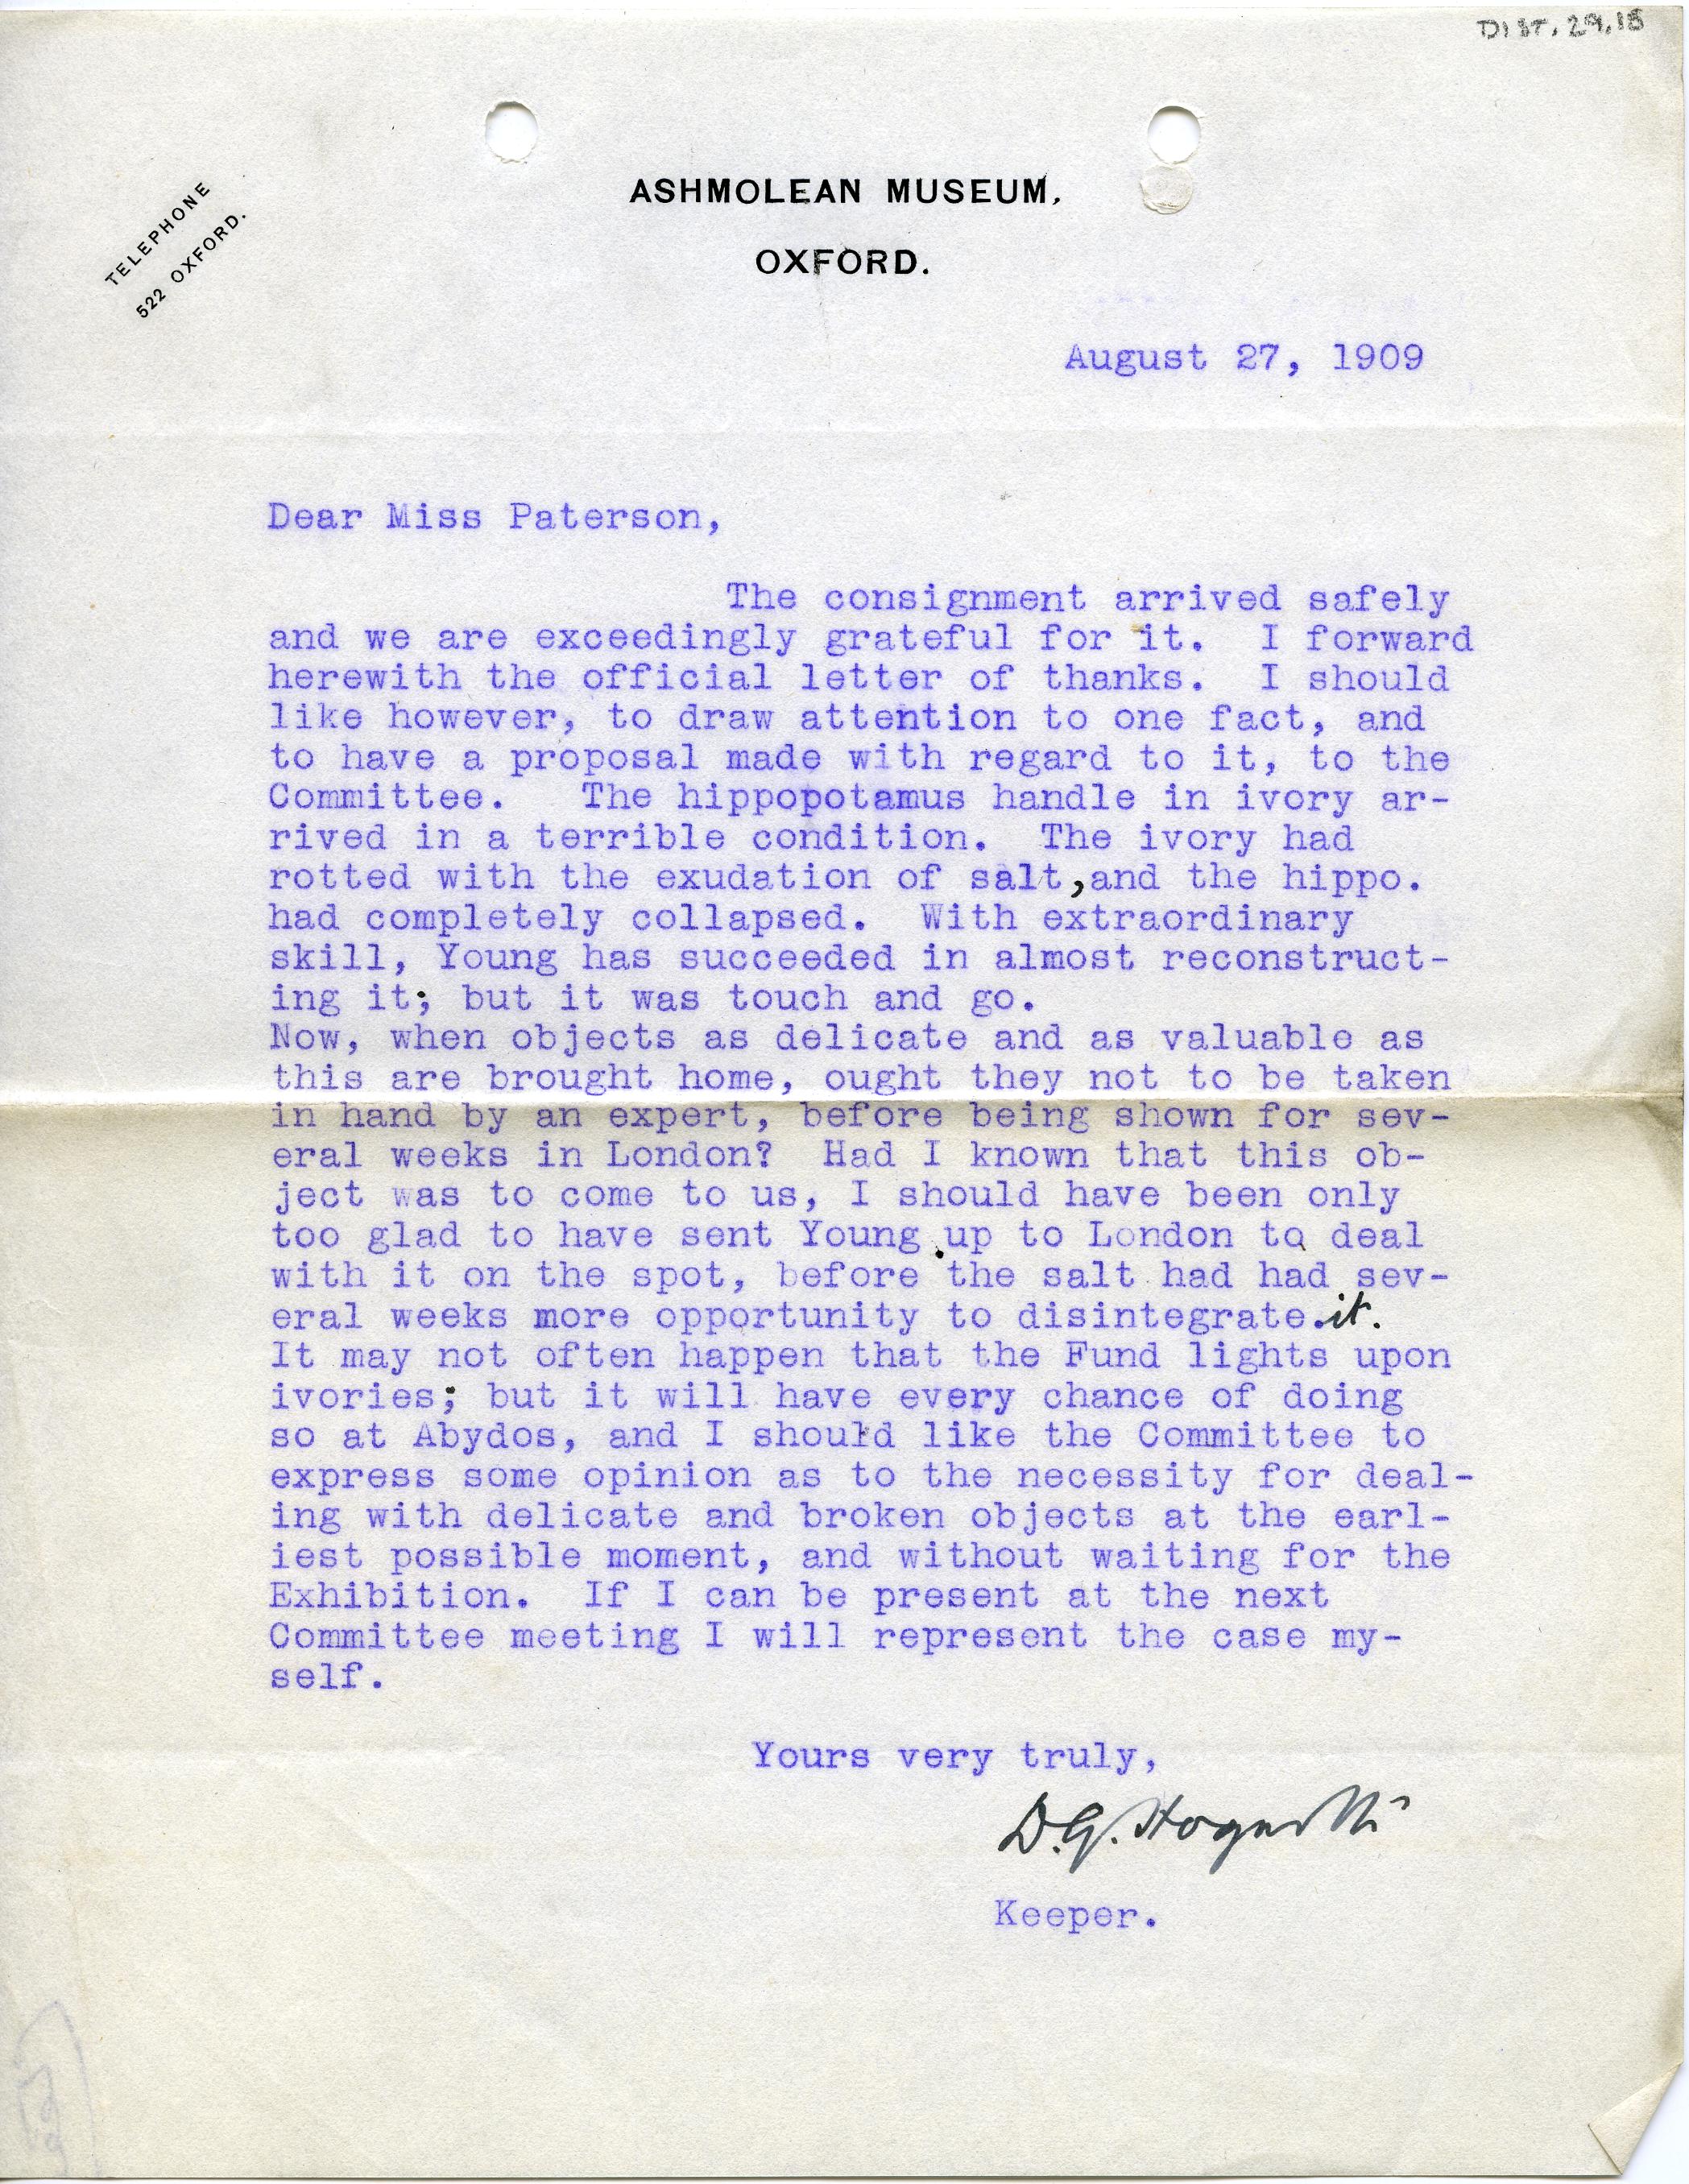 DIST. 29.18
ASHMOLEAN MUSEUM,
OXFORD.
TELEPHONE
522 OXFORD.
August 27, 1909
Dear Miss Paterson,
The consignment arrived safely
and we are exceedingly grateful for it. I forward
herewith the official letter of thanks. I should
like however, to draw attention to one fact, and
to have a proposal made with regard to it, to the
Committee. The hippopotamus handle in ivory ar-
rived in a terrible condition. The ivory had
rotted with the exudation of salt,and the hippo.
had completely collapsed. With extraordinary
skill, Young has succeeded in almost reconstruct-
ing it; but it was touch and go.
Now, when objects as delicate and as valuable as
this are brought home, ought they not to be taken
in hand by an expert, before being shown for sev-
eral weeks in London? Had I known that this ob-
ject was to come to us, I should have been only
too glad to have sent Young up to London to deal
with it on the spot, before the salt had had sev-
eral weeks more opportunity to disintegrate.it.
It may not often happen that the Fund lights upon
ivories; but it will have every chance of doing
so at Abydos, and I should like the Committee to
express some opinion as to the necessity for deal-
ing with delicate and broken objects at the earl-
iest possible moment, and without waiting for the
Exhibition. If I can be present at the next
Committee meeting I will represent the case my-
self.
Yours very truly,
D.G. Hogarth
Keeper.